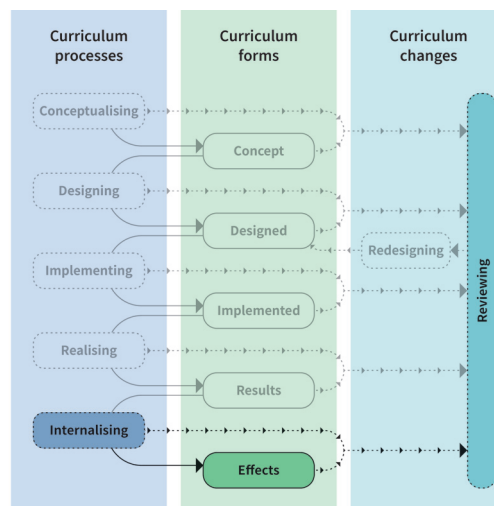 Curriculum
processes
Curriculum
forms
Curriculum
changes
Conceptualising
Concept
Designing
Designed
Redesigning
Implementing
Implemented
Reviewing
Realising
Results
Internalising
Effects